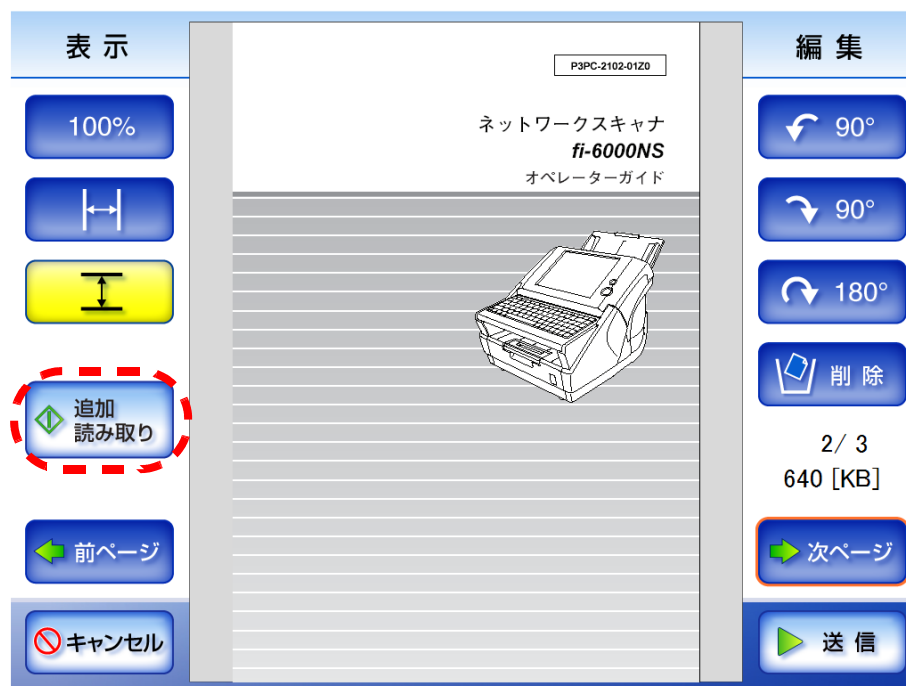 表示
100%
追加
読み取り
前ページ
キャンセル
P3PC-2102-01Z0
ネットワークスキャナ
fi-6000NS
オペレーターガイド
編集
90°
90°
180°
削除
2/ 3
640 [KB]
次ページ
送信